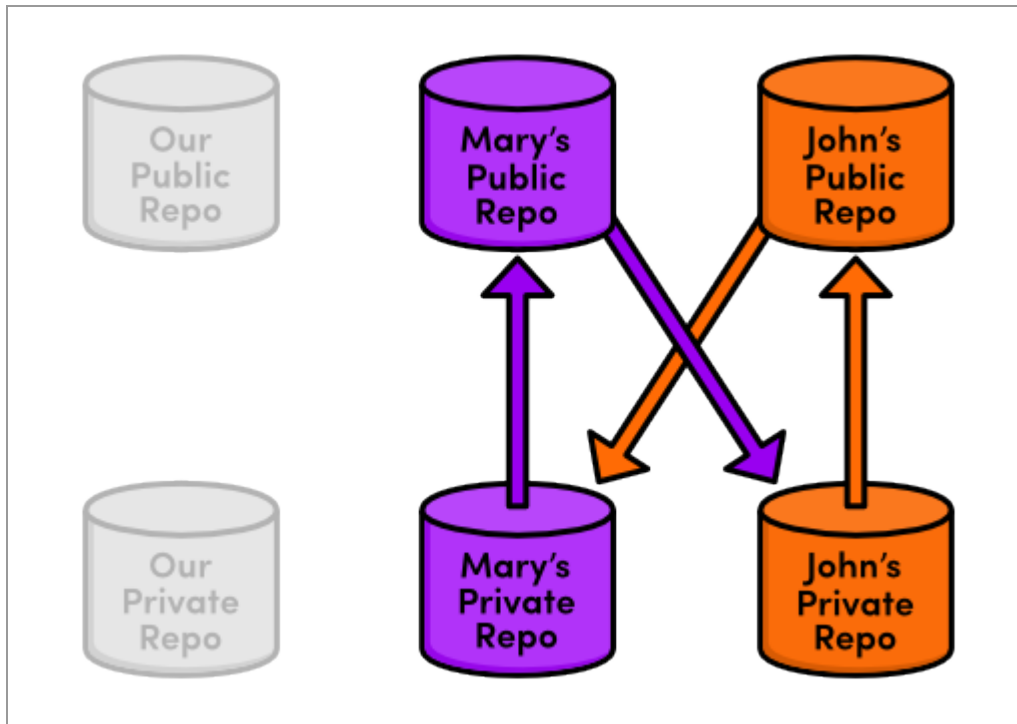 Our
Public
Repo
Mary's
Public
Repo
John's
Public
Repo
Our
Private
Repo
Mary's
Private
Repo
John's
Private
Repo